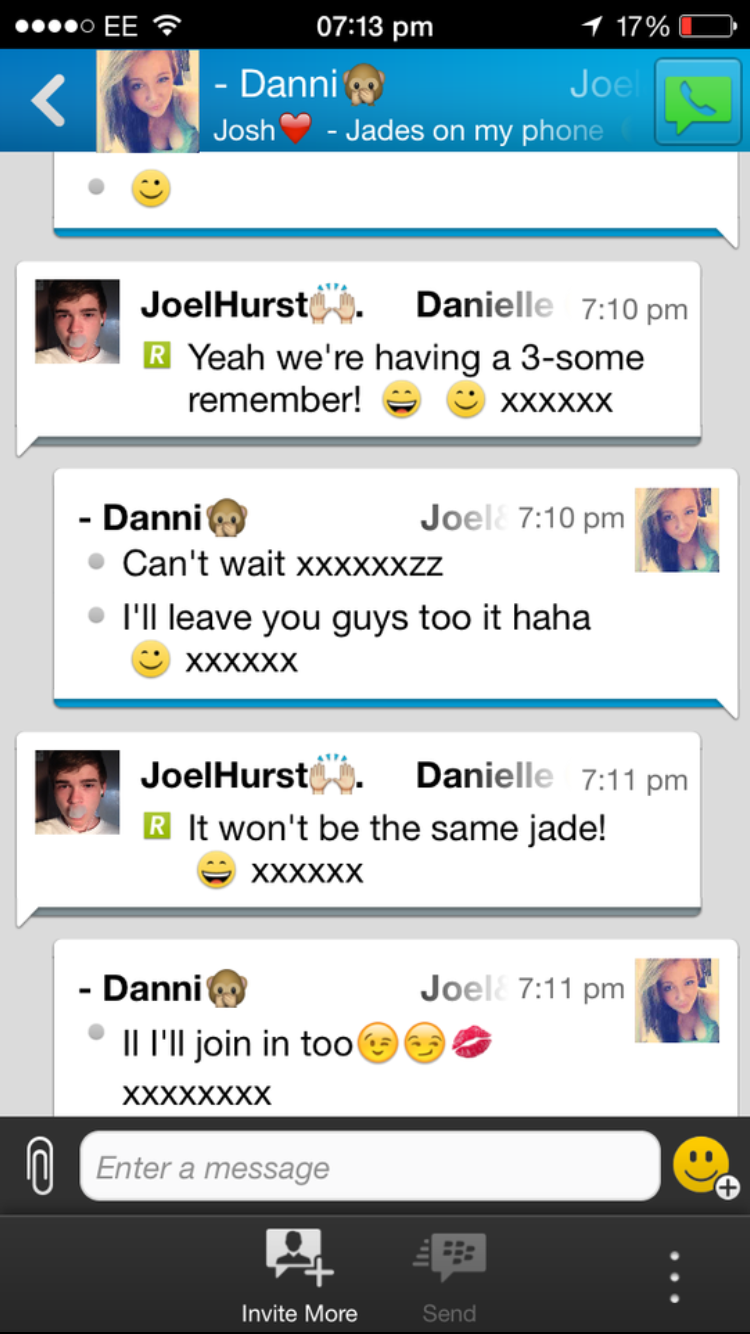 EE 07:13 pm 17%
- Danni🙊 Joel
Josh❤️ - Jades on my phone
😉
JoelHurst🙌. Danielle 7:10 pm
R Yeah we're having a 3-some
remember! 😄 😉 xxxxxx
- Danni🙊 Joel& 7:10 pm
Can't wait xxxxxxzz
I'll leave you guys too it haha
😉 xxxxxx
JoelHurst🙌. Danielle 7:11 pm
R It won't be the same jade!
😄 xxxxxx
- Danni🙊 Joel& 7:11 pm
II I'll join in too😉😏💋
xxxxxxxx
Enter a message
Invite More Send